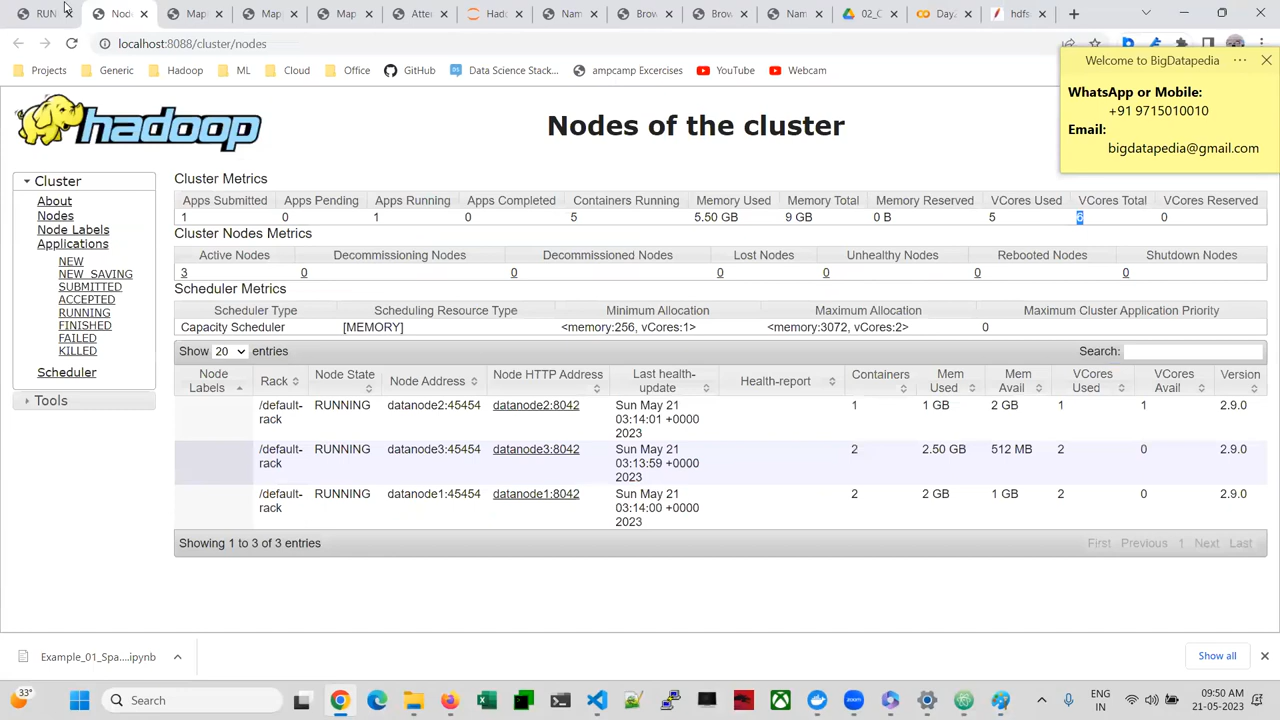 RUN
Node
Map
Map
Map
Atte
Hado
Nam
Brow
Brow
Nam
02_C
Day2
hdfs
localhost:8088/cluster/nodes
Projects
Generic
Hadoop
ML
Cloud
Office
GitHub
Data Science Stack...
ampcamp Excercises
YouTube
Webcam
Welcome to BigDatapedia
WhatsApp or Mobile:
+91 9715010010
Email:
bigdatapedia@gmail.com
hadoop
Nodes of the cluster
Cluster
About
Nodes
Node Labels
Applications
NEW
NEW_SAVING
SUBMITTED
ACCEPTED
RUNNING
FINISHED
FAILED
KILLED
Scheduler
Tools
Cluster Metrics
Apps Submitted Apps Pending Apps Running Apps Completed Containers Running Memory Used Memory Total Memory Reserved VCores Used VCores Total VCores Reserved
1 0 1 0 5 5.50 GB 9 GB 0 B 5 6 0
Cluster Nodes Metrics
Active Nodes Decommissioning Nodes Decommissioned Nodes Lost Nodes Unhealthy Nodes Rebooted Nodes Shutdown Nodes
3 0 0 0 0 0 0
Scheduler Metrics
Scheduler Type Scheduling Resource Type Minimum Allocation Maximum Allocation Maximum Cluster Application Priority
Capacity Scheduler [MEMORY] <memory:256, vCores:1> <memory:3072, vCores:2> 0
Show 20 entries Search:
Node Labels Rack Node State Node Address Node HTTP Address Last health-update Health-report Containers Mem Used Mem Avail VCores Used VCores Avail Version
/default-rack RUNNING datanode2:45454 datanode2:8042 Sun May 21 03:14:01 +0000 2023 1 1 GB 2 GB 1 1 2.9.0
/default-rack RUNNING datanode3:45454 datanode3:8042 Sun May 21 03:13:59 +0000 2023 2 2.50 GB 512 MB 2 0 2.9.0
/default-rack RUNNING datanode1:45454 datanode1:8042 Sun May 21 03:14:00 +0000 2023 2 2 GB 1 GB 2 0 2.9.0
Showing 1 to 3 of 3 entries First Previous 1 Next Last
Example_01_Spa....ipynb
Show all
33°
Search
ENG
IN
09:50 AM
21-05-2023